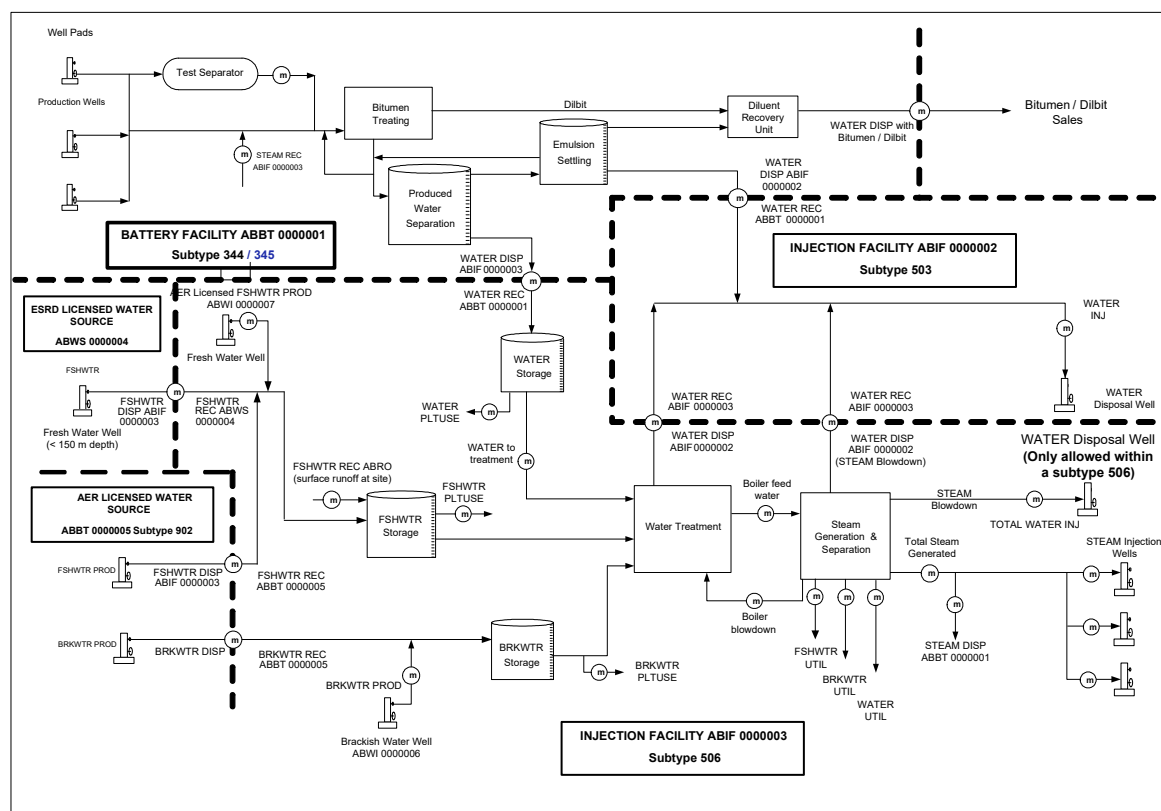 Well Pads
Test Separator
m
Production Wells
m
STEAM REC
ABIF 0000003
Bitumen
Treating
Dilbit
Diluent
Recovery
Unit
m
WATER DISP with
Bitumen / Dilbit
Bitumen / Dilbit
Sales
Emulsion
Settling
Produced
Water
Separation
WATER
DISP ABIF
0000002
m
WATER REC
ABBT 0000001
BATTERY FACILITY ABBT 0000001
Subtype 344 / 345
WATER DISP
ABIF 0000003
m
WATER REC
ABBT 0000001
INJECTION FACILITY ABIF 0000002
Subtype 503
ESRD LICENSED WATER
SOURCE
ABWS 0000004
AER Licensed FSHWTR PROD
ABWI 0000007
m
Fresh Water Well
WATER
INJ
m
WATER
Disposal Well
WATER
Storage
WATER
PLTUSE
m
FSHWTR
m
FSHWTR
DISP ABIF
0000003
FSHWTR
REC ABWS
0000004
Fresh Water Well
(< 150 m depth)
WATER REC
ABIF 0000003
m
WATER DISP
ABIF 0000002
WATER REC
ABIF 0000003
m
WATER DISP
ABIF 0000002
(STEAM Blowdown)
WATER Disposal Well
(Only allowed within
a subtype 506)
WATER to
treatment
m
AER LICENSED WATER
SOURCE
ABBT 0000005 Subtype 902
FSHWTR REC ABRO
(surface runoff at site)
m
FSHWTR
PLTUSE
m
FSHWTR
Storage
Water Treatment
Boiler feed
water
m
Steam
Generation &
Separation
STEAM
Blowdown
m
TOTAL WATER INJ
Total Steam
Generated
m
STEAM Injection
Wells
m
m
m
FSHWTR PROD
FSHWTR DISP
ABIF 0000003
m
FSHWTR REC
ABBT 0000005
m
Boiler
blowdown
m
m
m
FSHWTR
UTIL
BRKWTR
UTIL
WATER
UTIL
m
STEAM DISP
ABBT 0000001
BRKWTR PROD
BRKWTR DISP
m
BRKWTR REC
ABBT 0000005
BRKWTR
Storage
BRKWTR PROD
m
m
BRKWTR
PLTUSE
Brackish Water Well
ABWI 0000006
INJECTION FACILITY ABIF 0000003
Subtype 506